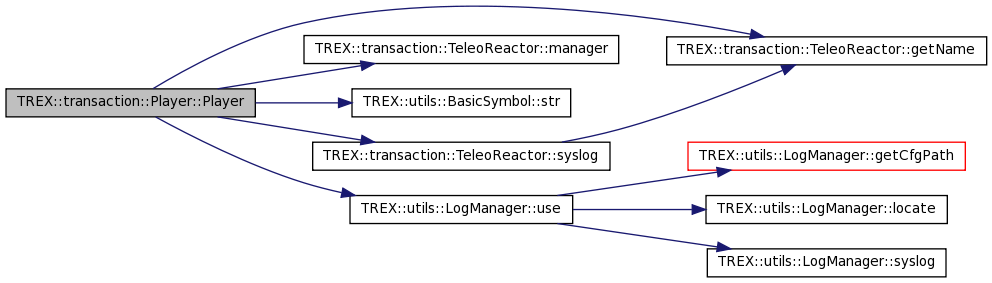 TREX::transaction::TeleoReactor::manager
TREX::transaction::TeleoReactor::getName
TREX::transaction::Player::Player
TREX::utils::BasicSymbol::str
TREX::transaction::TeleoReactor::syslog
TREX::utils::LogManager::getCfgPath
TREX::utils::LogManager::use
TREX::utils::LogManager::locate
TREX::utils::LogManager::syslog